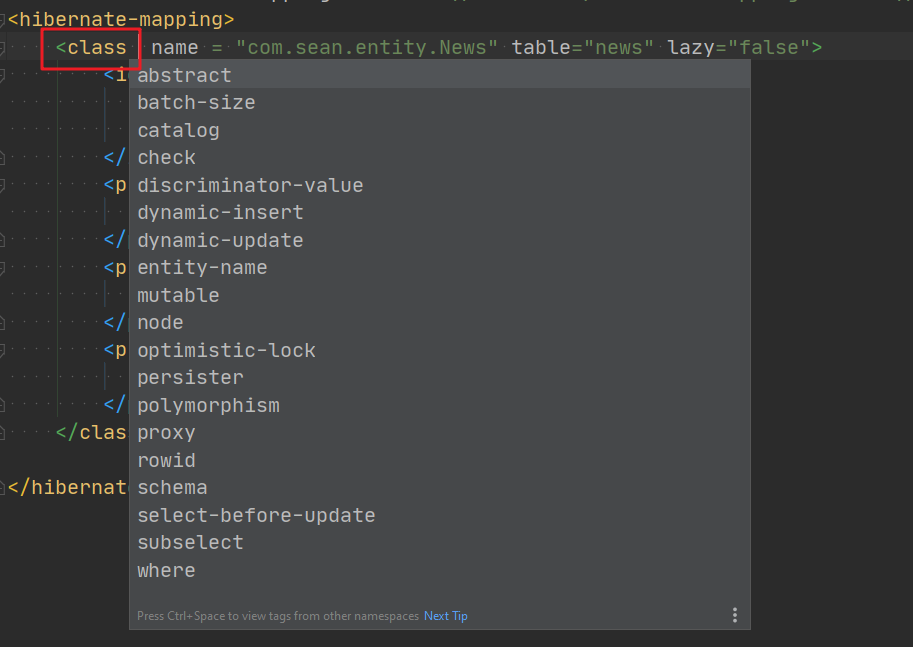 <hibernate-mapping>
<class name = "com.sean.entity.News" table="news" lazy="false">
<i
abstract
batch-size
catalog
</
check
<p
discriminator-value
dynamic-insert
</
dynamic-update
<p
entity-name
mutable
</
node
<p
optimistic-lock
persister
</
polymorphism
</clas
proxy
rowid
</hibernat
schema
select-before-update
subselect
where
Press Ctrl+Space to view tags from other namespaces Next Tip